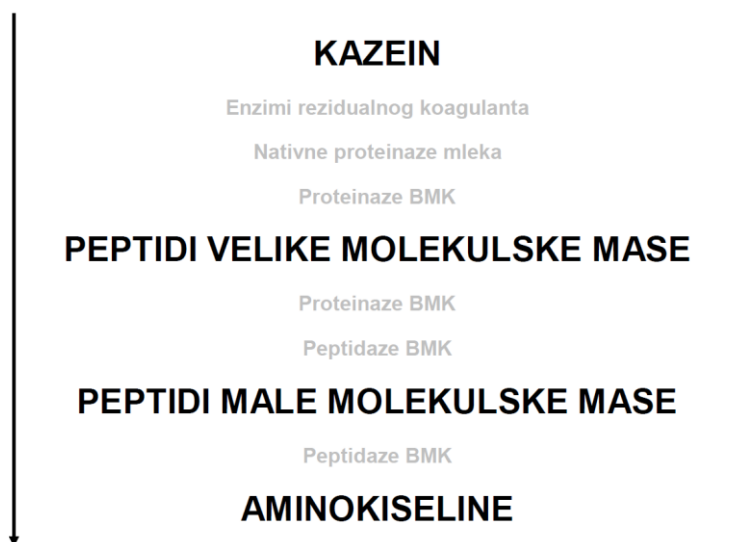 KAZEIN
Enzimi rezidualnog koagulanta
Nativne proteinaze mleka
Proteinaze BMK
PEPTIDI VELIKE MOLEKULSKE MASE
Proteinaze BMK
Peptidaze BMK
PEPTIDI MALE MOLEKULSKE MASE
Peptidaze BMK
AMINOKISELINE